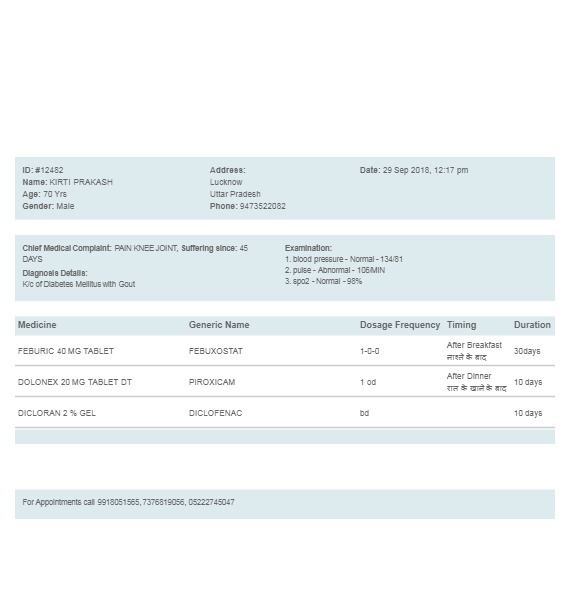 ID: #12482
Name: KIRTI PRAKASH
Age: 70 Yrs
Gender: Male
Address:
Lucknow
Uttar Pradesh
Phone: 9473522082
Date: 29 Sep 2018, 12:17 pm
Chief Medical Complaint: PAIN KNEE JOINT, Suffering since: 45
DAYS
Diagnosis Details:
K/c of Diabetes Mellitus with Gout
Examination:
1. blood pressure - Normal - 134/81
2. pulse - Abnormal - 106/MIN
3. spo2 - Normal - 98%
Medicine Generic Name Dosage Frequency Timing Duration
FEBURIC 40 MG TABLET FEBUXOSTAT 1-0-0 After Breakfast 30days
नास्ते के बाद
DOLONEX 20 MG TABLET DT PIROXICAM 1 od After Dinner 10 days
रात के खाने के बाद
DICLORAN 2 % GEL DICLOFENAC bd 10 days
For Appointments call 9918051565, 7376819056, 05222745047